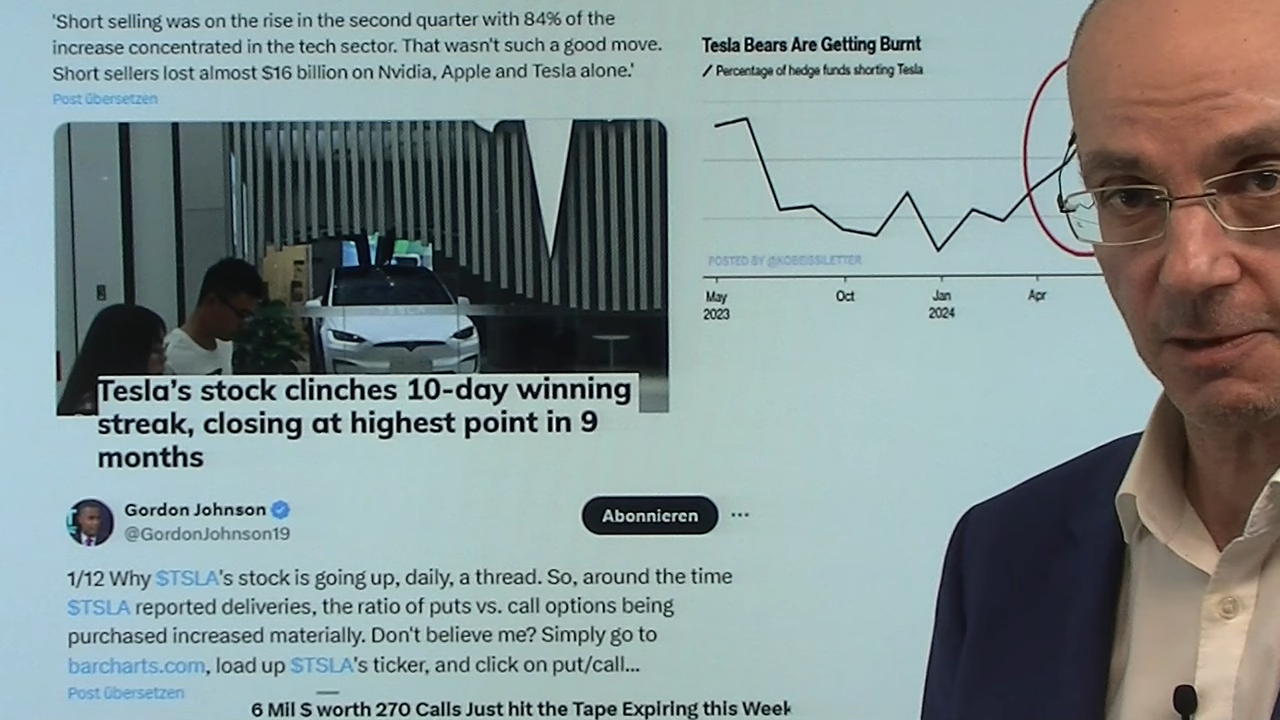 'Short selling was on the rise in the second quarter with 84% of the
increase concentrated in the tech sector. That wasn't such a good move.
Short sellers lost almost $16 billion on Nvidia, Apple and Tesla alone.'
Post übersetzen
TESLA
Tesla's stock clinches 10-day winning
streak, closing at highest point in 9
months
Gordon Johnson
@GordonJohnson19
Abonnieren
1/12 Why $TSLA's stock is going up, daily, a thread. So, around the time
$TSLA reported deliveries, the ratio of puts vs. call options being
purchased increased materially. Don't believe me? Simply go to
barcharts.com, load up $TSLA's ticker, and click on put/call...
Post übersetzen
6 Mil $ worth 270 Calls Just hit the Tape Expiring this Week
Tesla Bears Are Getting Burnt
Percentage of hedge funds shorting Tesla
POSTED BY @KOBEISSILETTER
May Oct Jan Apr
2023 2024